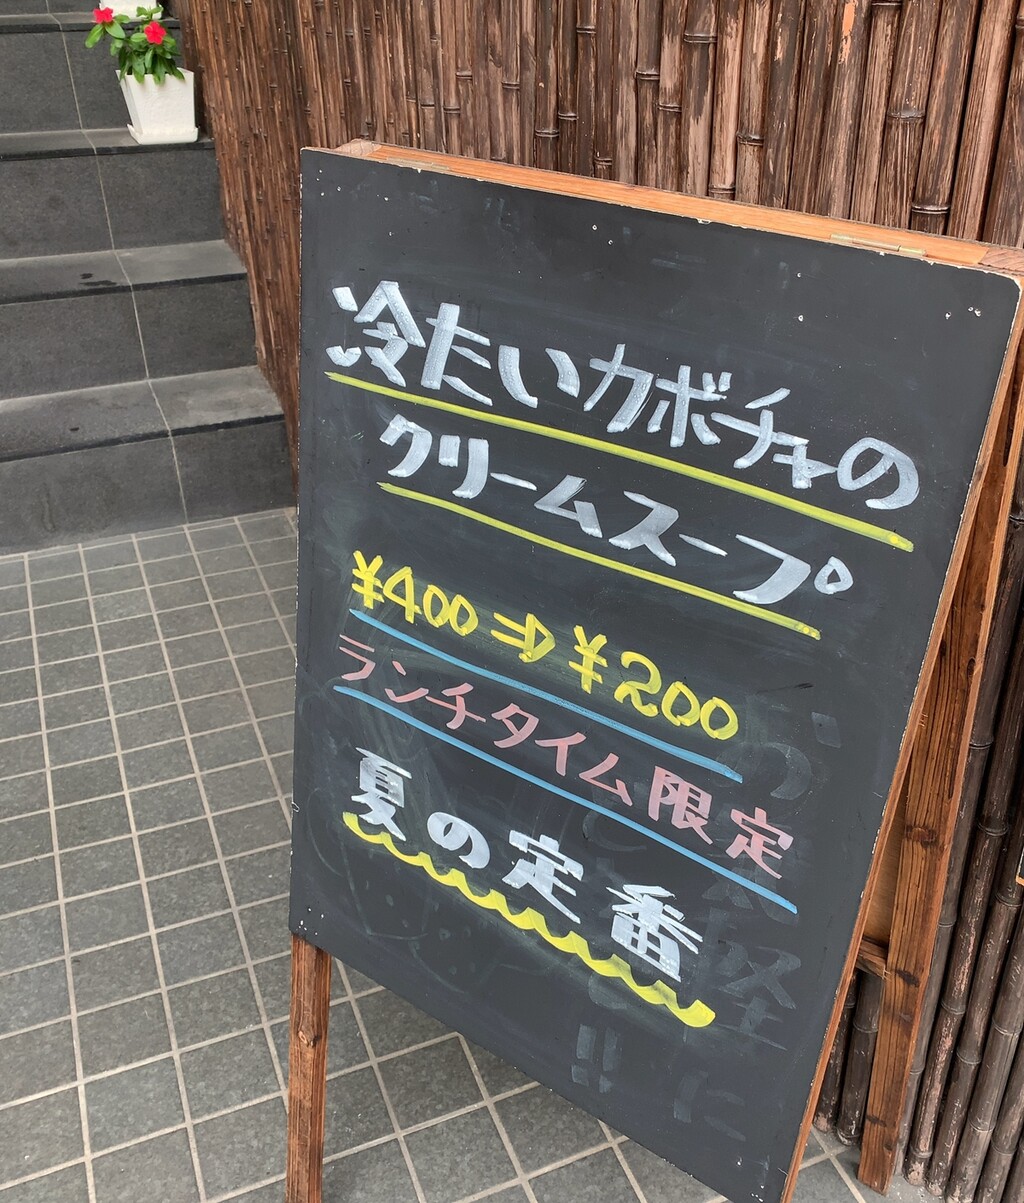 冷たいカボチャの
クリームスープ
¥400⇒¥200
ランチタイム限定
夏の定番